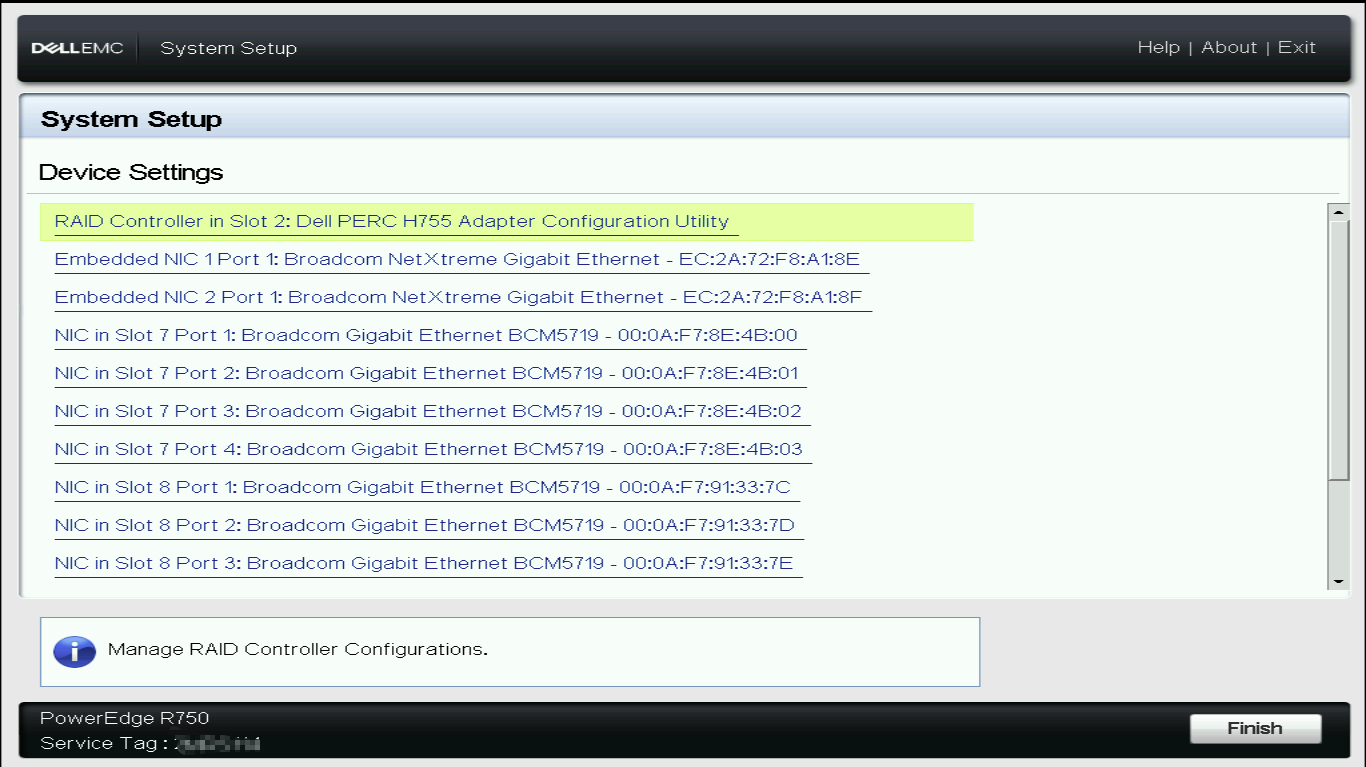 DELLEMC System Setup Help | About | Exit
System Setup
Device Settings
RAID Controller in Slot 2: Dell PERC H755 Adapter Configuration Utility
Embedded NIC 1 Port 1: Broadcom NetXtreme Gigabit Ethernet - EC:2A:72:F8:A1:8E
Embedded NIC 2 Port 1: Broadcom NetXtreme Gigabit Ethernet - EC:2A:72:F8:A1:8F
NIC in Slot 7 Port 1: Broadcom Gigabit Ethernet BCM5719 - 00:0A:F7:8E:4B:00
NIC in Slot 7 Port 2: Broadcom Gigabit Ethernet BCM5719 - 00:0A:F7:8E:4B:01
NIC in Slot 7 Port 3: Broadcom Gigabit Ethernet BCM5719 - 00:0A:F7:8E:4B:02
NIC in Slot 7 Port 4: Broadcom Gigabit Ethernet BCM5719 - 00:0A:F7:8E:4B:03
NIC in Slot 8 Port 1: Broadcom Gigabit Ethernet BCM5719 - 00:0A:F7:91:33:7C
NIC in Slot 8 Port 2: Broadcom Gigabit Ethernet BCM5719 - 00:0A:F7:91:33:7D
NIC in Slot 8 Port 3: Broadcom Gigabit Ethernet BCM5719 - 00:0A:F7:91:33:7E
Manage RAID Controller Configurations.
PowerEdge R750
Service Tag :
Finish